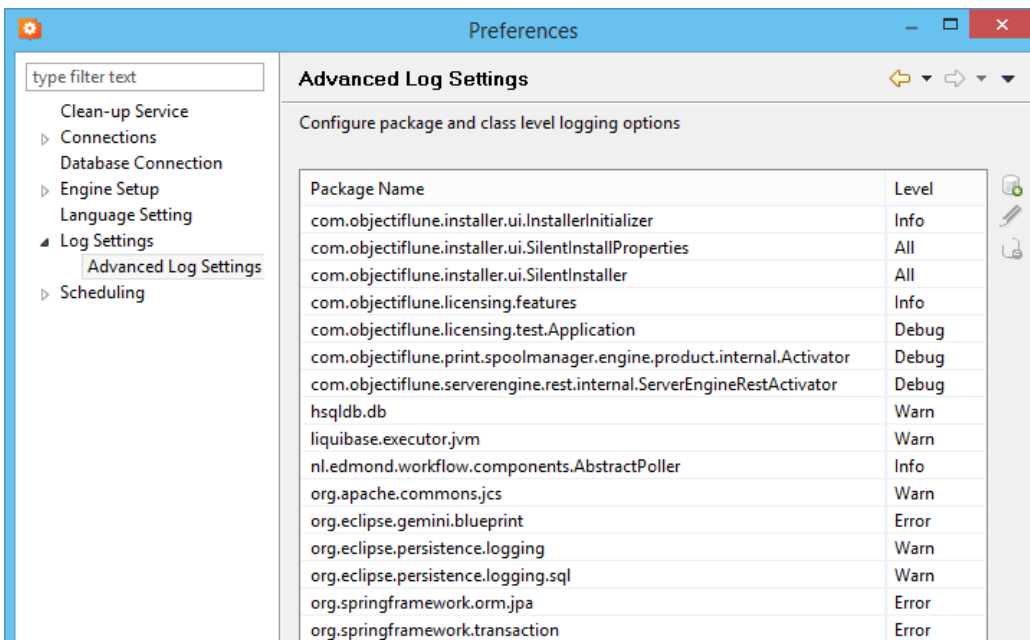 Preferences
type filter text
Clean-up Service
Connections
Database Connection
Engine Setup
Language Setting
Log Settings
Advanced Log Settings
Scheduling
Advanced Log Settings
Configure package and class level logging options
Package Name Level
com.objectiflune.installer.ui.InstallerInitializer Info
com.objectiflune.installer.ui.SilentInstallProperties All
com.objectiflune.installer.ui.SilentInstaller All
com.objectiflune.licensing.features Info
com.objectiflune.licensing.test.Application Debug
com.objectiflune.print.spoolmanager.engine.product.internal.Activator Debug
com.objectiflune.serverengine.rest.internal.ServerEngineRestActivator Debug
hsqldb.db Warn
liquibase.executor.jvm Warn
nl.edmond.workflow.components.AbstractPoller Info
org.apache.commons.jcs Warn
org.eclipse.gemini.blueprint Error
org.eclipse.persistence.logging Warn
org.eclipse.persistence.logging.sql Warn
org.springframework.orm.jpa Error
org.springframework.transaction Error